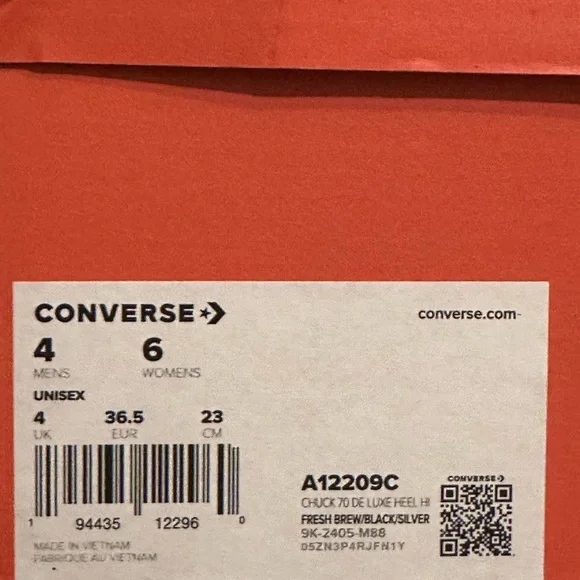 CONVERSE
converse.com
4 6
MENS WOMENS
UNISEX
4 36.5 23
UK EUR CM
1 94435 12296 0
MADE IN VIETNAM
FABRIQUE AU VIETNAM
A12209C
CHUCK 70 DE LUXE HEEL HI
FRESH BREW/BLACK/SILVER
9K-2405-M88
05ZN3P4RJFN1Y
CONVERSE